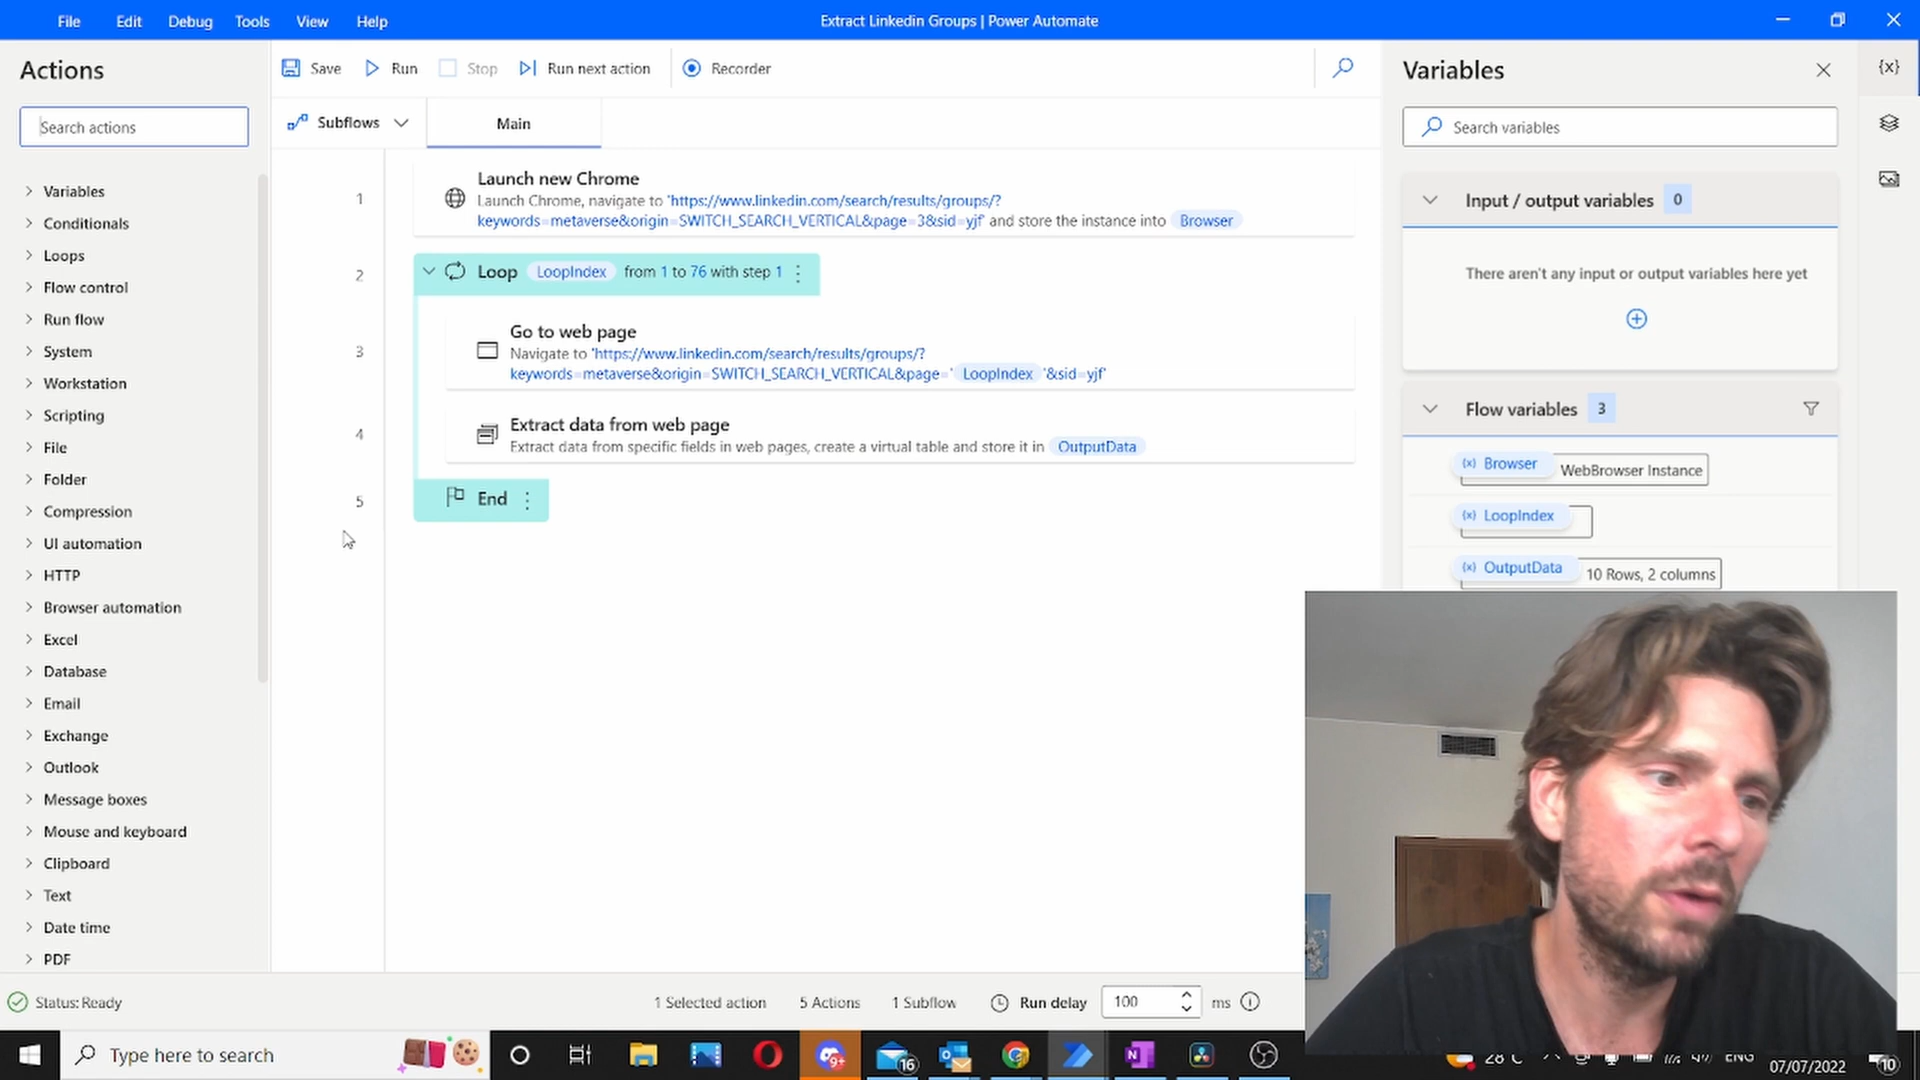 File Edit Debug Tools View Help
Extract Linkedin Groups | Power Automate
Actions
Search actions
Variables
Conditionals
Loops
Flow control
Run flow
System
Workstation
Scripting
File
Folder
Compression
UI automation
HTTP
Browser automation
Excel
Database
Email
Exchange
Outlook
Message boxes
Mouse and keyboard
Clipboard
Text
Date time
PDF
Save Run Stop Run next action Recorder
Subflows Main
1
Launch new Chrome
Launch Chrome, navigate to 'https://www.linkedin.com/search/results/groups/?
keywords=metaverse&origin=SWITCH_SEARCH_VERTICAL&page=3&sid=yjf' and store the instance into Browser
2
Loop LoopIndex from 1 to 76 with step 1
3
Go to web page
Navigate to 'https://www.linkedin.com/search/results/groups/?
keywords=metaverse&origin=SWITCH_SEARCH_VERTICAL&page=' LoopIndex '&sid=yjf'
4
Extract data from web page
Extract data from specific fields in web pages, create a virtual table and store it in OutputData
5
End
Variables
{x}
Search variables
Input / output variables 0
There aren't any input or output variables here yet
Flow variables 3
(x) Browser WebBrowser Instance
(x) LoopIndex
(x) OutputData 10 Rows, 2 columns
Status: Ready 1 Selected action 5 Actions 1 Subflow Run delay 100 ms
Type here to search
9+
16
28 C
ENG
07/07/2022
10